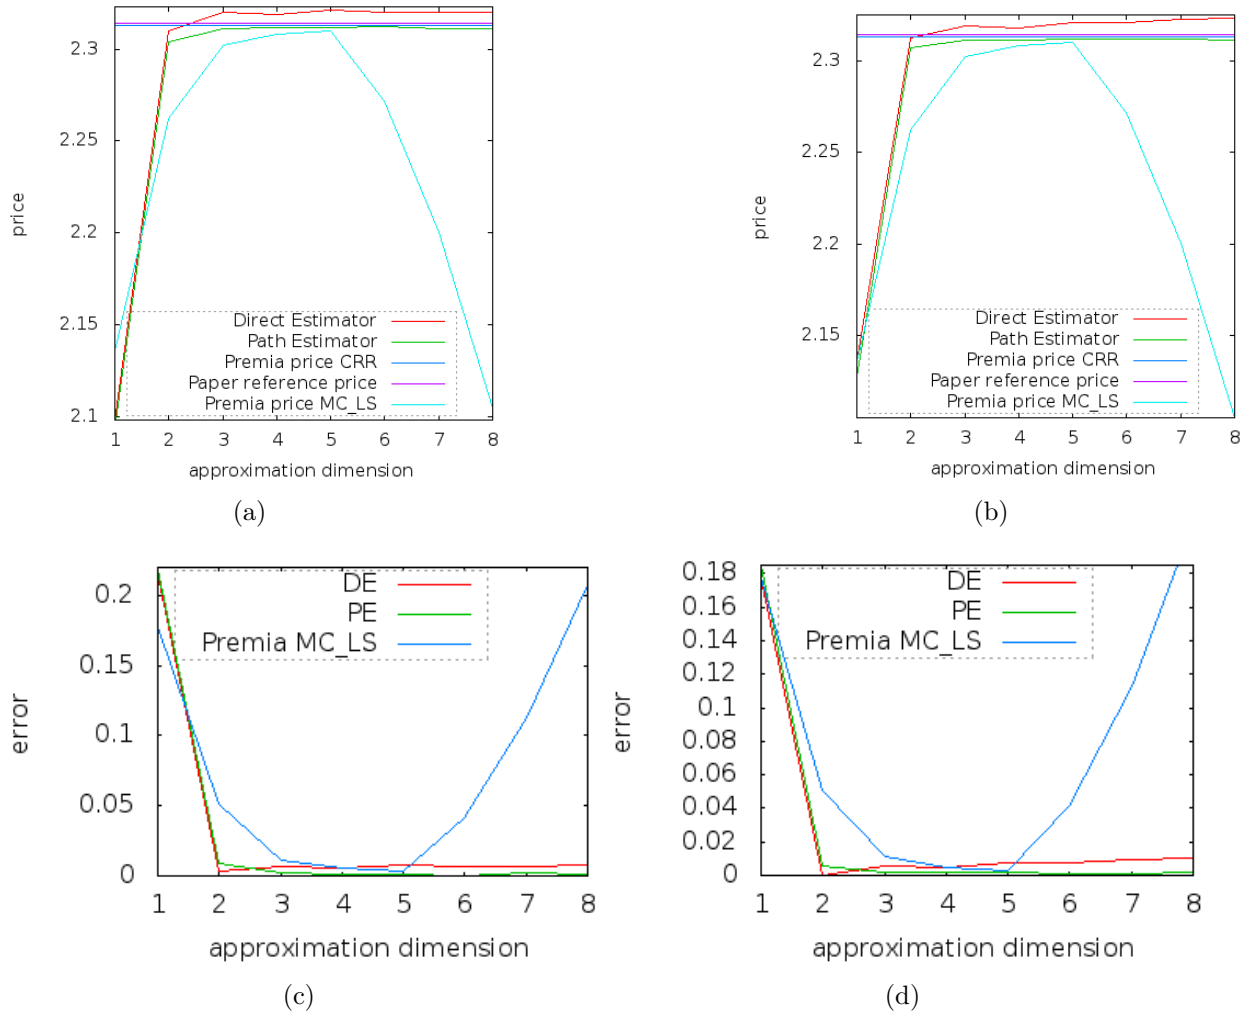 2.3
2.25
2.2
2.15
2.1
price
Direct Estimator
Path Estimator
Premia price CRR
Paper reference price
Premia price MC_LS
1 2 3 4 5 6 7 8
approximation dimension
(a)
2.3
2.25
2.2
2.15
price
Direct Estimator
Path Estimator
Premia price CRR
Paper reference price
Premia price MC_LS
1 2 3 4 5 6 7 8
approximation dimension
(b)
0.2
0.15
0.1
0.05
0
error
DE
PE
Premia MC_LS
1 2 3 4 5 6 7 8
approximation dimension
(c)
0.18
0.16
0.14
0.12
0.1
0.08
0.06
0.04
0.02
0
error
DE
PE
Premia MC_LS
1 2 3 4 5 6 7 8
approximation dimension
(d)